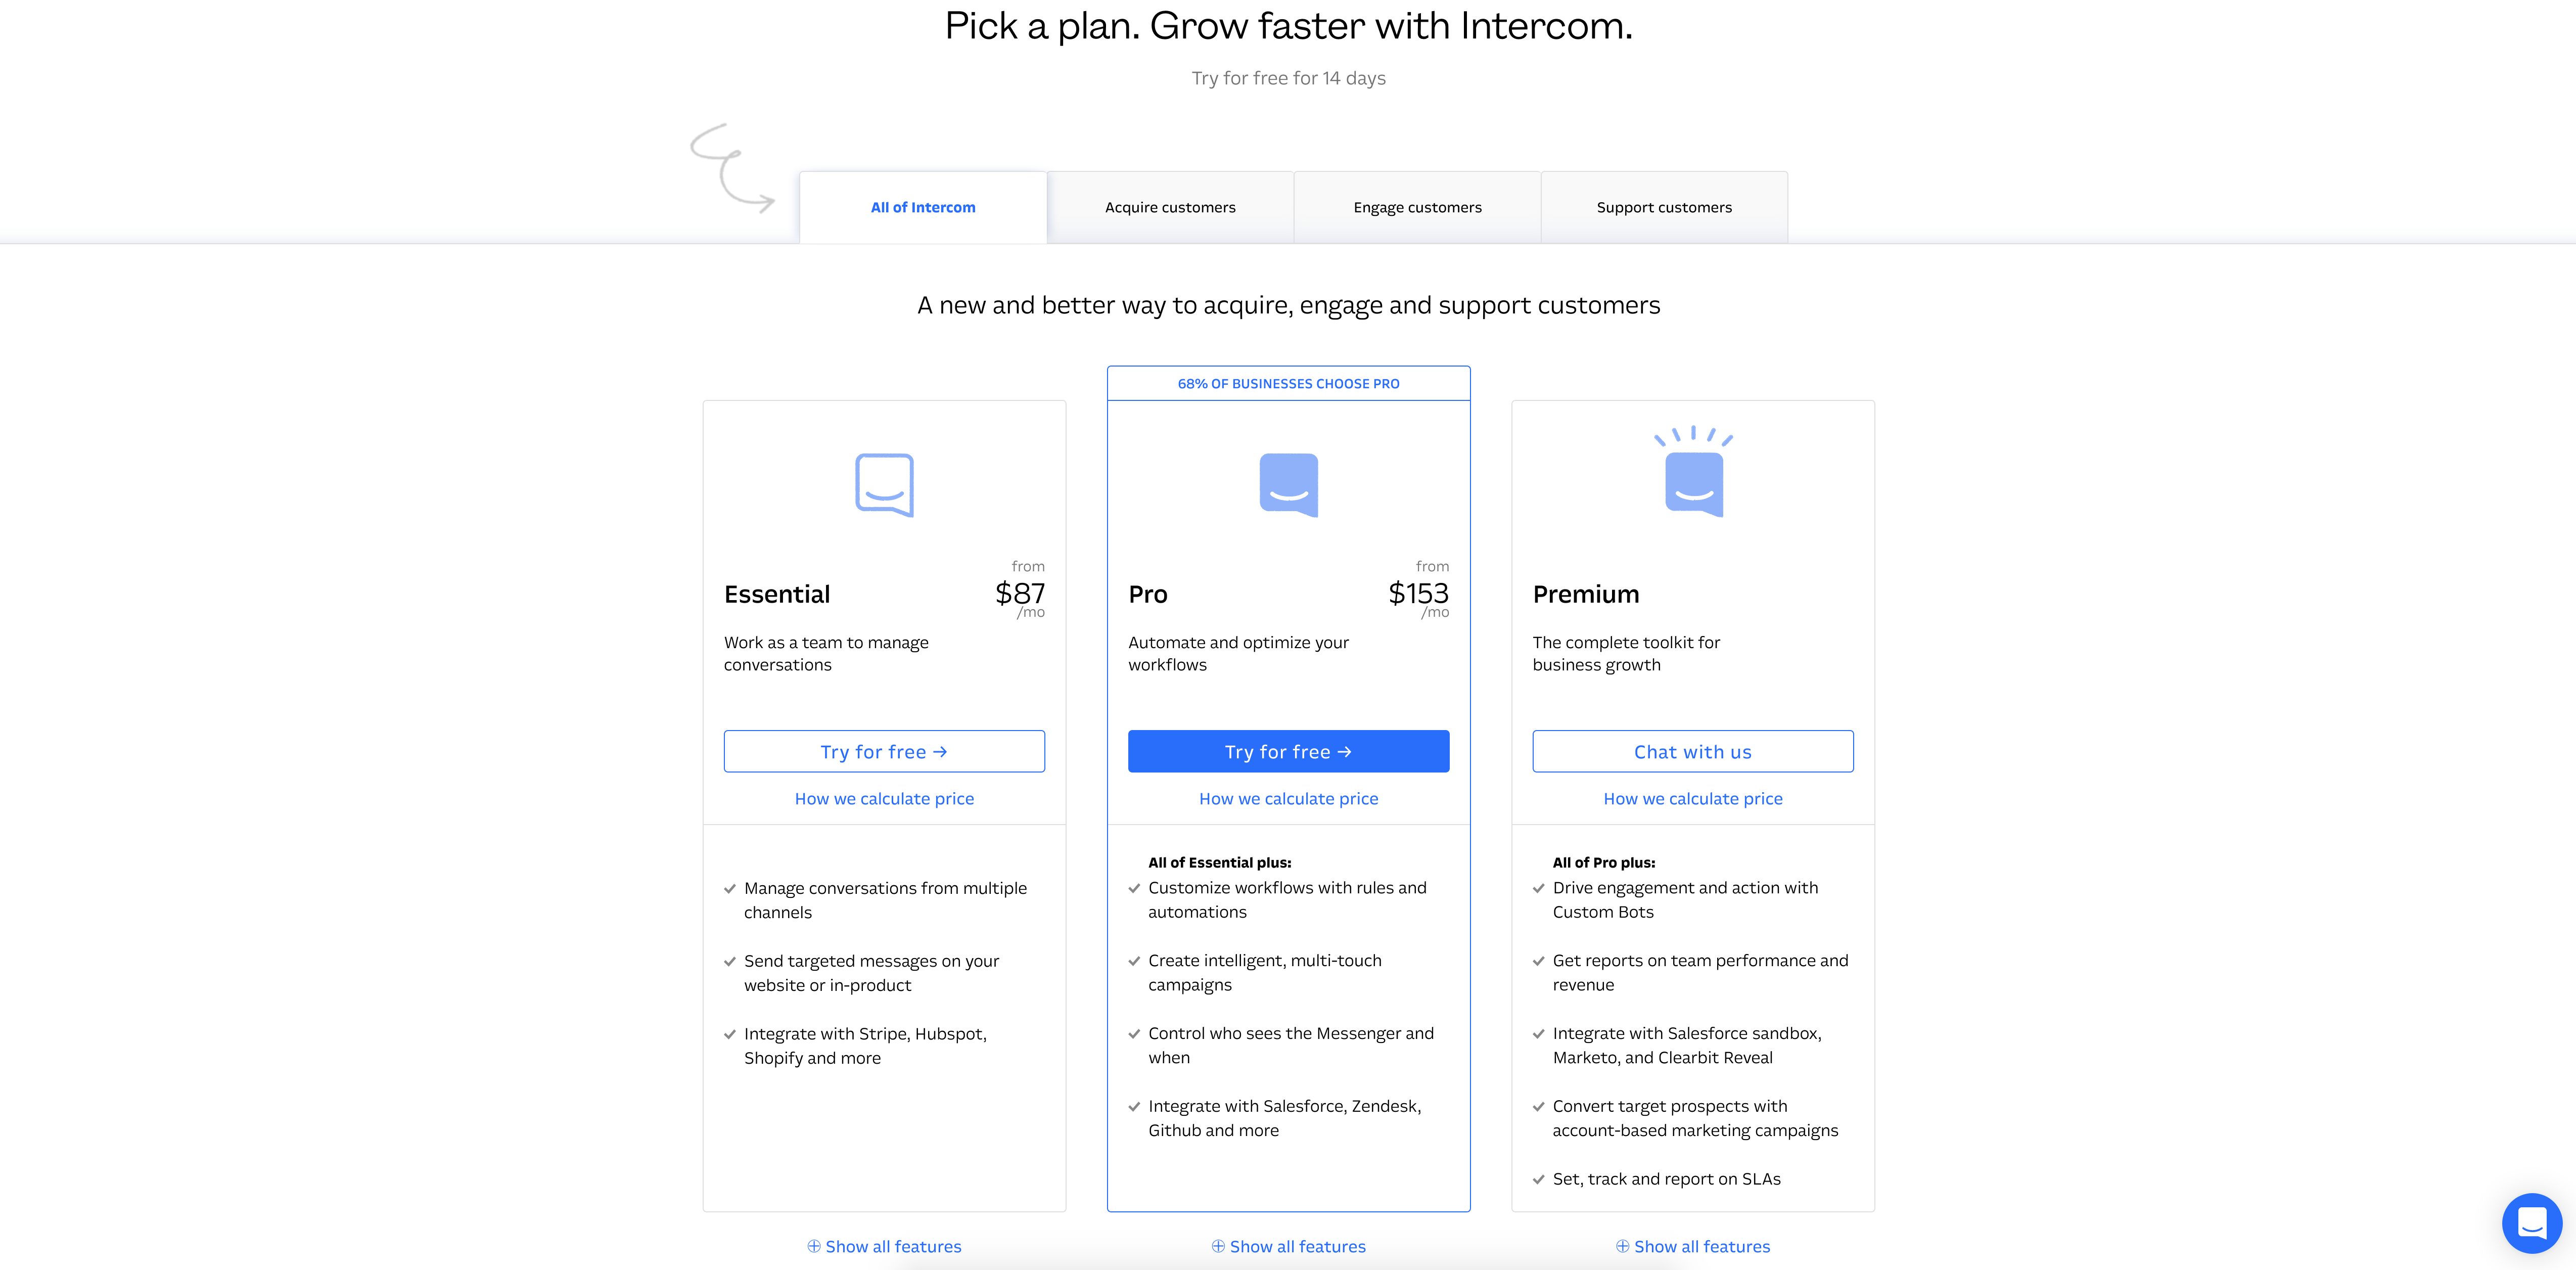 Pick a plan. Grow faster with Intercom.
Try for free for 14 days
All of Intercom
Acquire customers
Engage customers
Support customers
A new and better way to acquire, engage and support customers
Essential
from
$87
/mo
Work as a team to manage
conversations
Try for free →
How we calculate price
Manage conversations from multiple
channels
Send targeted messages on your
website or in-product
Integrate with Stripe, Hubspot,
Shopify and more
Show all features
68% OF BUSINESSES CHOOSE PRO
Pro
from
$153
/mo
Automate and optimize your
workflows
Try for free →
How we calculate price
All of Essential plus:
Customize workflows with rules and
automations
Create intelligent, multi-touch
campaigns
Control who sees the Messenger and
when
Integrate with Salesforce, Zendesk,
Github and more
Show all features
Premium
The complete toolkit for
business growth
Chat with us
How we calculate price
All of Pro plus:
Drive engagement and action with
Custom Bots
Get reports on team performance and
revenue
Integrate with Salesforce sandbox,
Marketo, and Clearbit Reveal
Convert target prospects with
account-based marketing campaigns
Set, track and report on SLAs
Show all features